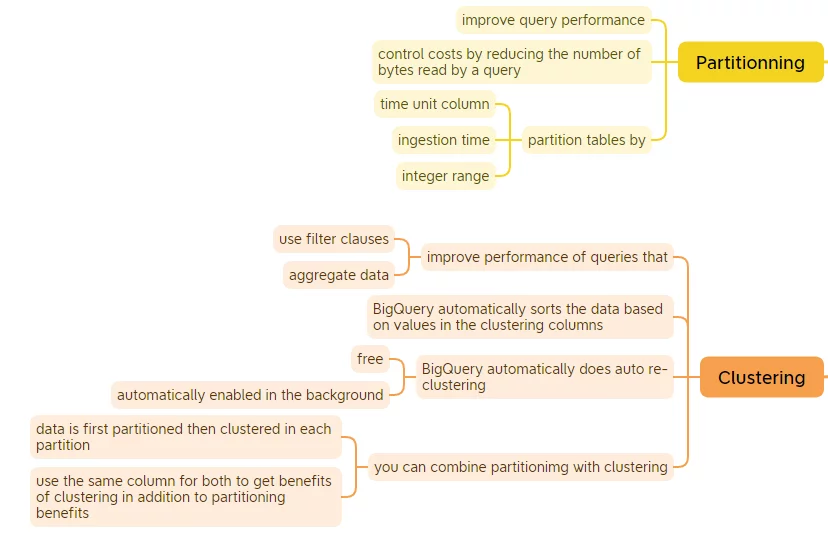 improve query performance
control costs by reducing the number of
bytes read by a query
Partitionning
time unit column
ingestion time
partition tables by
integer range
use filter clauses
improve performance of queries that
aggregate data
BigQuery automatically sorts the data based
on values in the clustering columns
free
BigQuery automatically does auto re-
clustering
automatically enabled in the background
Clustering
data is first partitioned then clustered in each
partition
you can combine partitionimg with clustering
use the same column for both to get benefits
of clustering in addition to partitioning
benefits